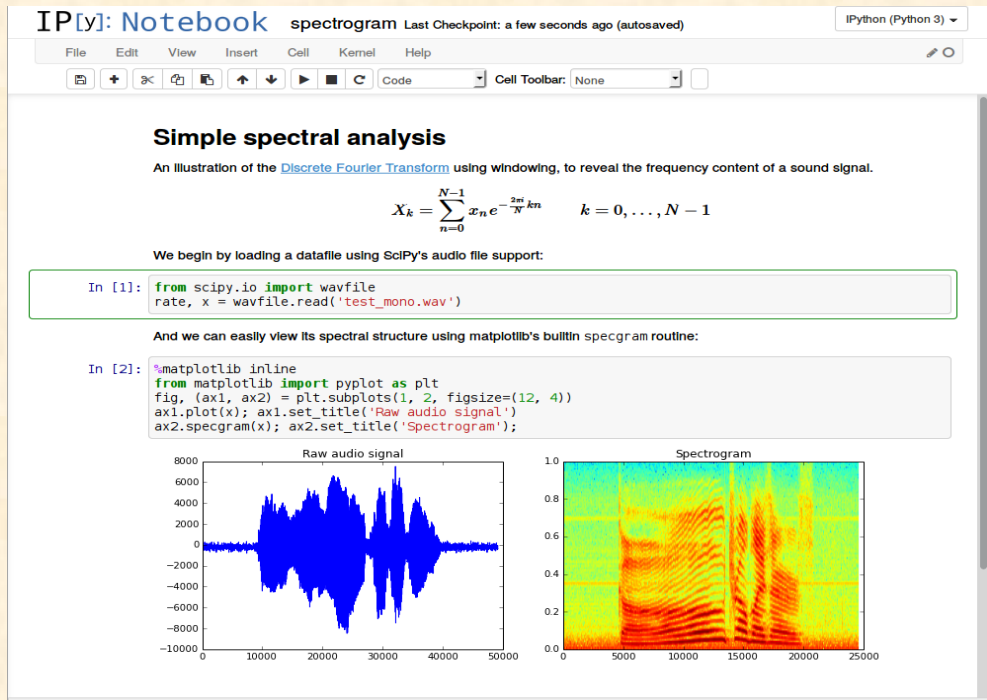 IP[y]: Notebook spectrogram Last Checkpoint: a few seconds ago (autosaved) IPython (Python 3)
File Edit View Insert Cell Kernel Help
Code Cell Toolbar: None
Simple spectral analysis
An illustration of the Discrete Fourier Transform using windowing, to reveal the frequency content of a sound signal.
X_k = \sum_{n=0}^{N-1} x_n e^{-\frac{2\pi i}{N} kn} k = 0, . . . , N − 1
We begin by loading a datafile using SciPy's audio file support:
In [1]: from scipy.io import wavfile
rate, x = wavfile.read('test_mono.wav')
And we can easily view its spectral structure using matplotlib's builtin specgram routine:
In [2]: %matplotlib inline
from matplotlib import pyplot as plt
fig, (ax1, ax2) = plt.subplots(1, 2, figsize=(12, 4))
ax1.plot(x); ax1.set_title('Raw audio signal')
ax2.specgram(x); ax2.set_title('Spectrogram');
Raw audio signal
8000
6000
4000
2000
0
−2000
−4000
−6000
−8000
−10000
0 10000 20000 30000 40000 50000
Spectrogram
1.0
0.8
0.6
0.4
0.2
0.0
0 5000 10000 15000 20000 25000